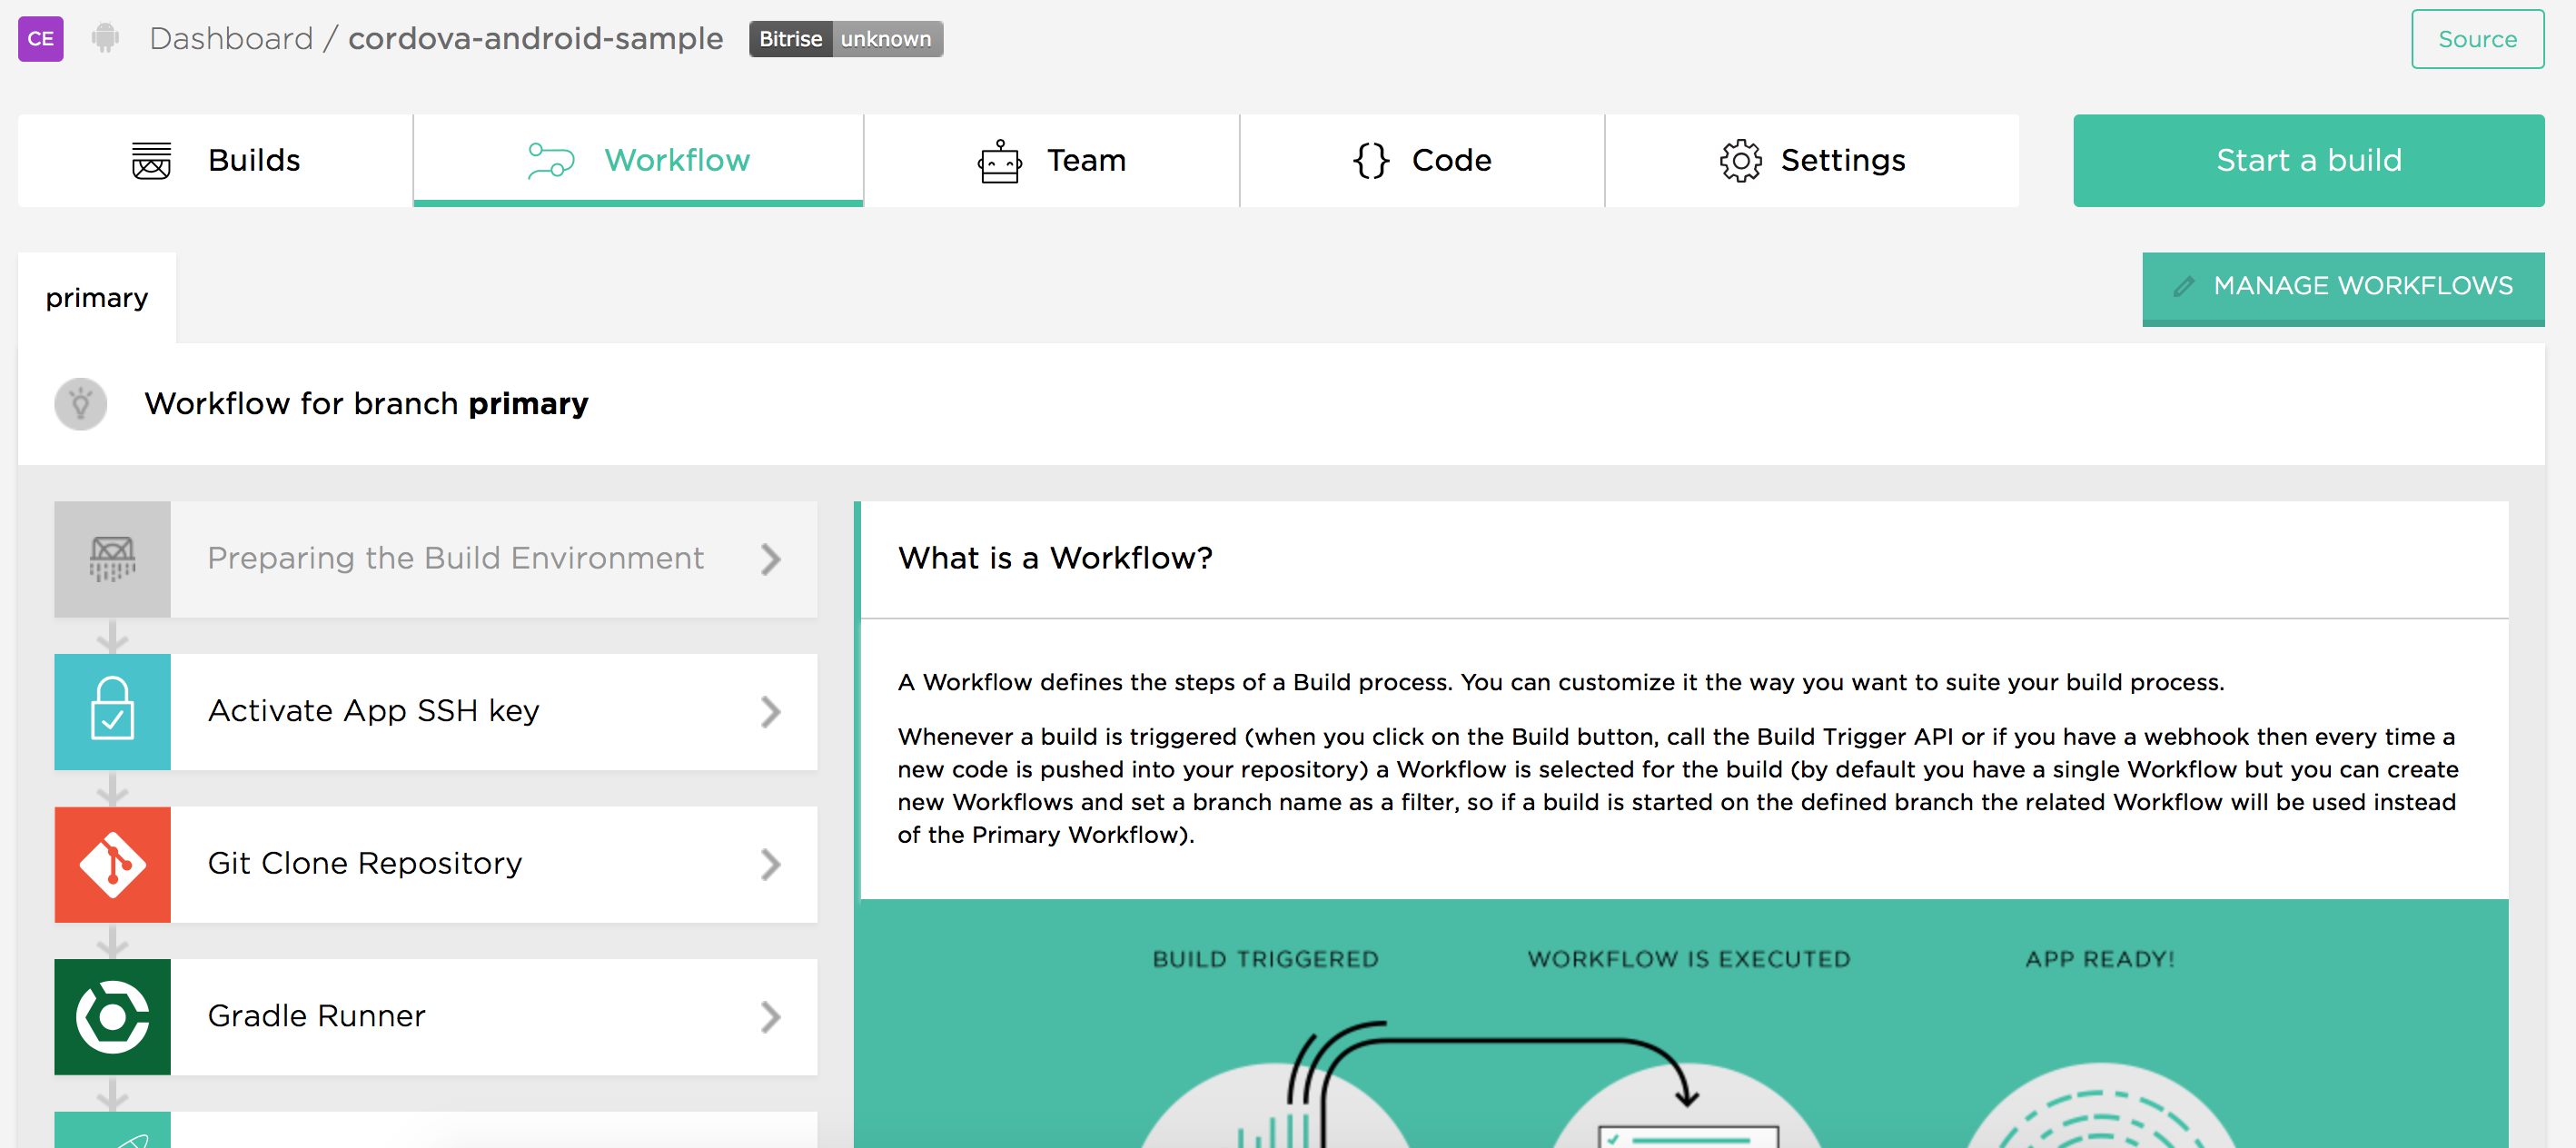 CE Dashboard / cordova-android-sample Bitrise unknown Source
Builds Workflow Team {} Code Settings Start a build
primary MANAGE WORKFLOWS
Workflow for branch primary
Preparing the Build Environment
Activate App SSH key
Git Clone Repository
Gradle Runner
What is a Workflow?
A Workflow defines the steps of a Build process. You can customize it the way you want to suite your build process.
Whenever a build is triggered (when you click on the Build button, call the Build Trigger API or if you have a webhook then every time a
new code is pushed into your repository) a Workflow is selected for the build (by default you have a single Workflow but you can create
new Workflows and set a branch name as a filter, so if a build is started on the defined branch the related Workflow will be used instead
of the Primary Workflow).
BUILD TRIGGERED WORKFLOW IS EXECUTED APP READY!